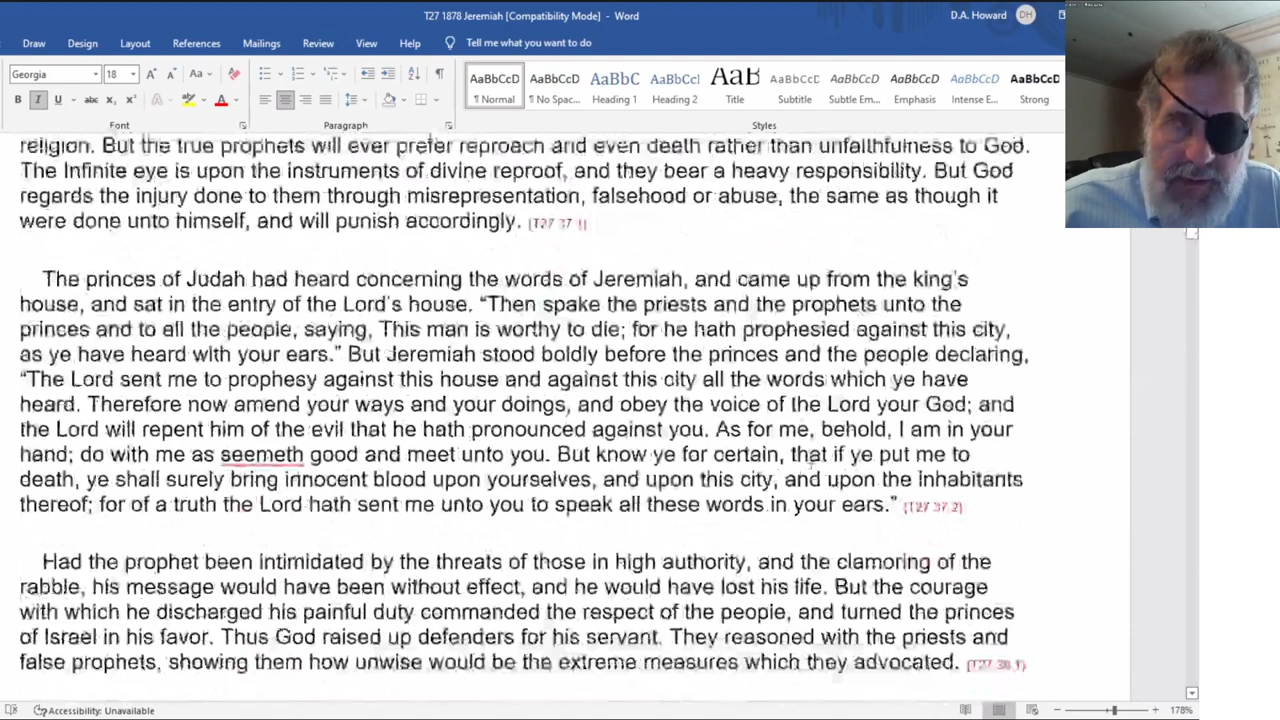 T27 1878 Jeremiah [Compatibility Mode] - Word
D.A. Howard DH
Draw Design Layout References Mailings Review View Help Tell me what you want to do
Georgia 18 Aa
AaBbCcD AaBbCcD AaBbC AaBbCcI AaB AaBbCcD AaBbCcD AaBbCcD AaBbCcD AaBbCcD
B I U abc x₂ x² A A
¶ Normal ¶ No Spac... Heading 1 Heading 2 Title Subtitle Subtle Em... Emphasis Intense E... Strong
Font Paragraph Styles
religion. But the true prophets will ever prefer reproach and even deeth rather than unfaithfulness to God.
The Infinite eye is upon the instruments of divine reproof, and they bear a heavy responsibility. But God
regards the injury done to them through misrepresentation, falsehood or abuse, the same as though it
were done unto himself, and will punish accordingly. {T27 37.1}
The princes of Judah had heard concerning the words of Jeremiah, and came up from the king's
house, and sat in the entry of the Lord's house. “Then spake the priests and the prophets unto the
princes and to all the people, saying, This man is worthy to die; for he hath prophesied against this city,
as ye have heard with your ears.” But Jeremiah stood boldly before the princes and the people declaring,
“The Lord sent me to prophesy against this house and against this city all the words which ye have
heard. Therefore now amend your ways and your doings, and obey the voice of the Lord your God; and
the Lord will repent him of the evil that he hath pronounced against you. As for me, behold, I am in your
hand; do with me as seemeth good and meet unto you. But know ye for certain, that if ye put me to
death, ye shall surely bring innocent blood upon yourselves, and upon this city, and upon the inhabitants
thereof; for of a truth the Lord hath sent me unto you to speak all these words in your ears.” {T27 37.2}
Had the prophet been intimidated by the threats of those in high authority, and the clamoring of the
rabble, his message would have been without effect, and he would have lost his life. But the courage
with which he discharged his painful duty commanded the respect of the people, and turned the princes
of Israel in his favor. Thus God raised up defenders for his servant. They reasoned with the priests and
false prophets, showing them how unwise would be the extreme measures which they advocated. {T27 38.1}
Accessibility: Unavailable 178%